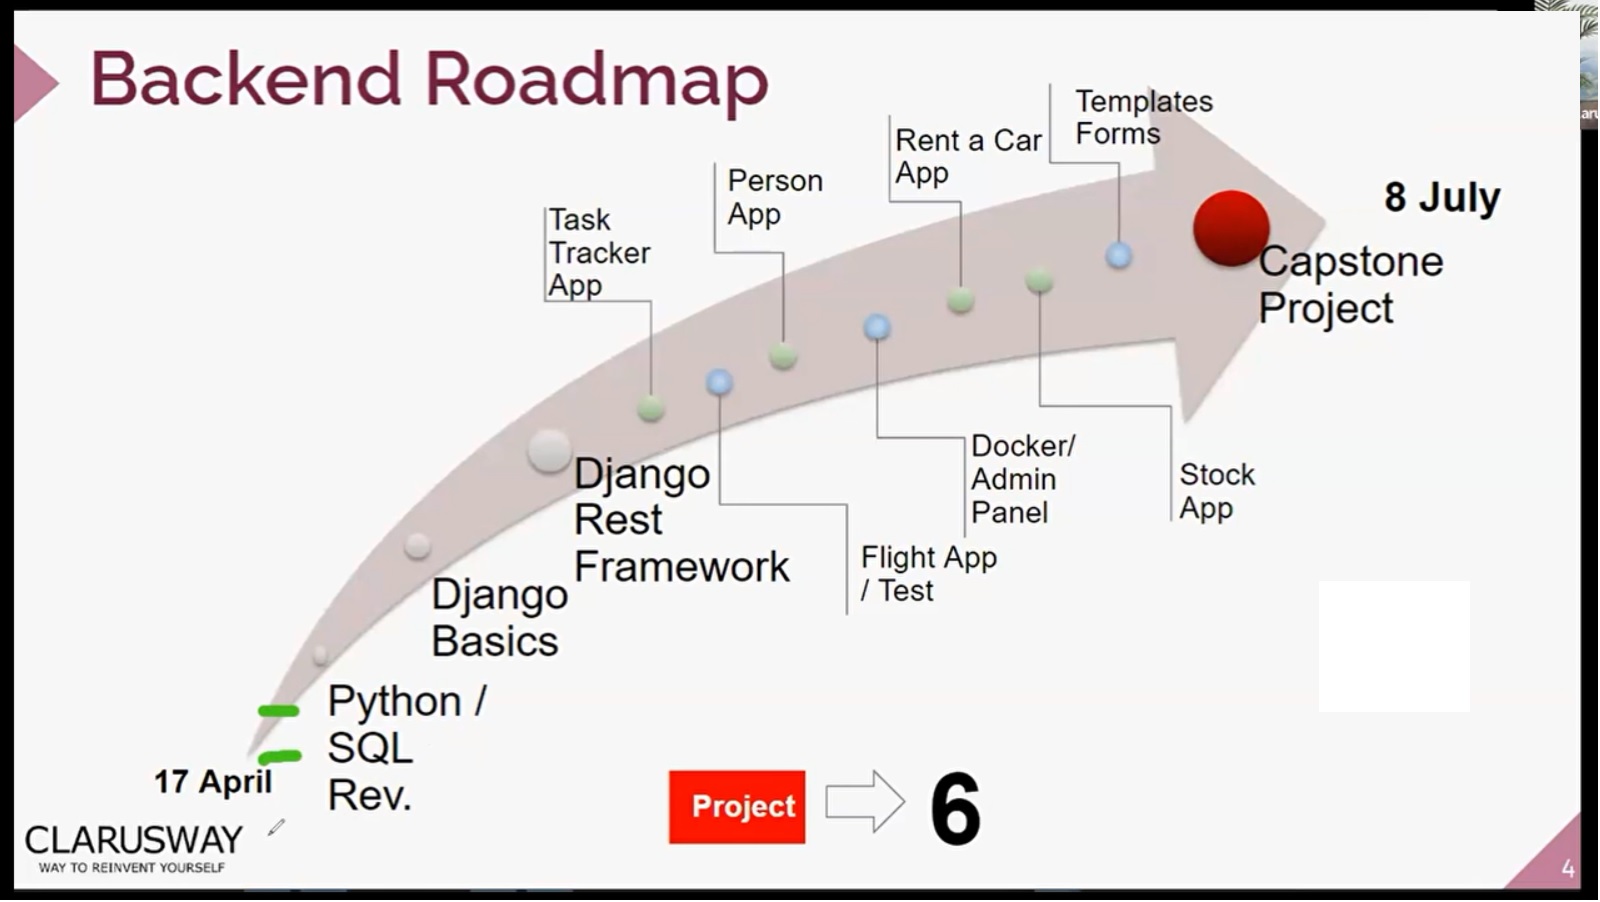 Backend Roadmap
Templates
Forms
Rent a Car
App
Person
App
Task
Tracker
App
8 July
Capstone
Project
Django
Rest
Framework
Docker/
Admin
Panel
Stock
App
Flight App
/ Test
Django
Basics
Python /
SQL
Rev.
17 April
Project
6
CLARUSWAY
WAY TO REINVENT YOURSELF
4